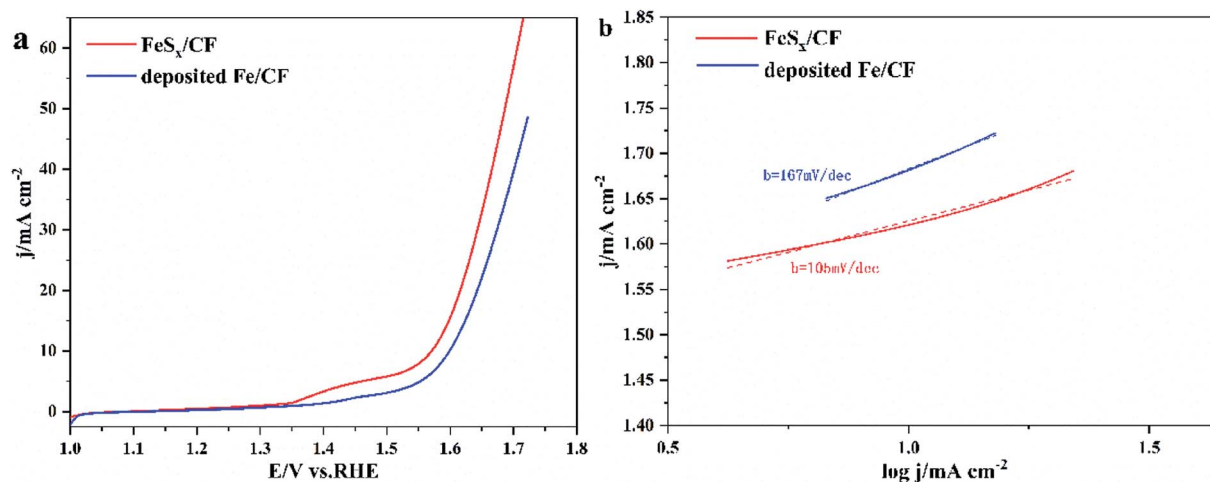 a
FeSx/CF
deposited Fe/CF
j/mA cm-2
60
50
40
30
20
10
0
1.0 1.1 1.2 1.3 1.4 1.5 1.6 1.7 1.8
E/V vs.RHE
b
FeSx/CF
deposited Fe/CF
j/mA cm-2
1.85
1.80
1.75
1.70
1.65
1.60
1.55
1.50
1.45
1.40
b=167mV/dec
b=105mV/dec
0.5 1.0 1.5
log j/mA cm-2